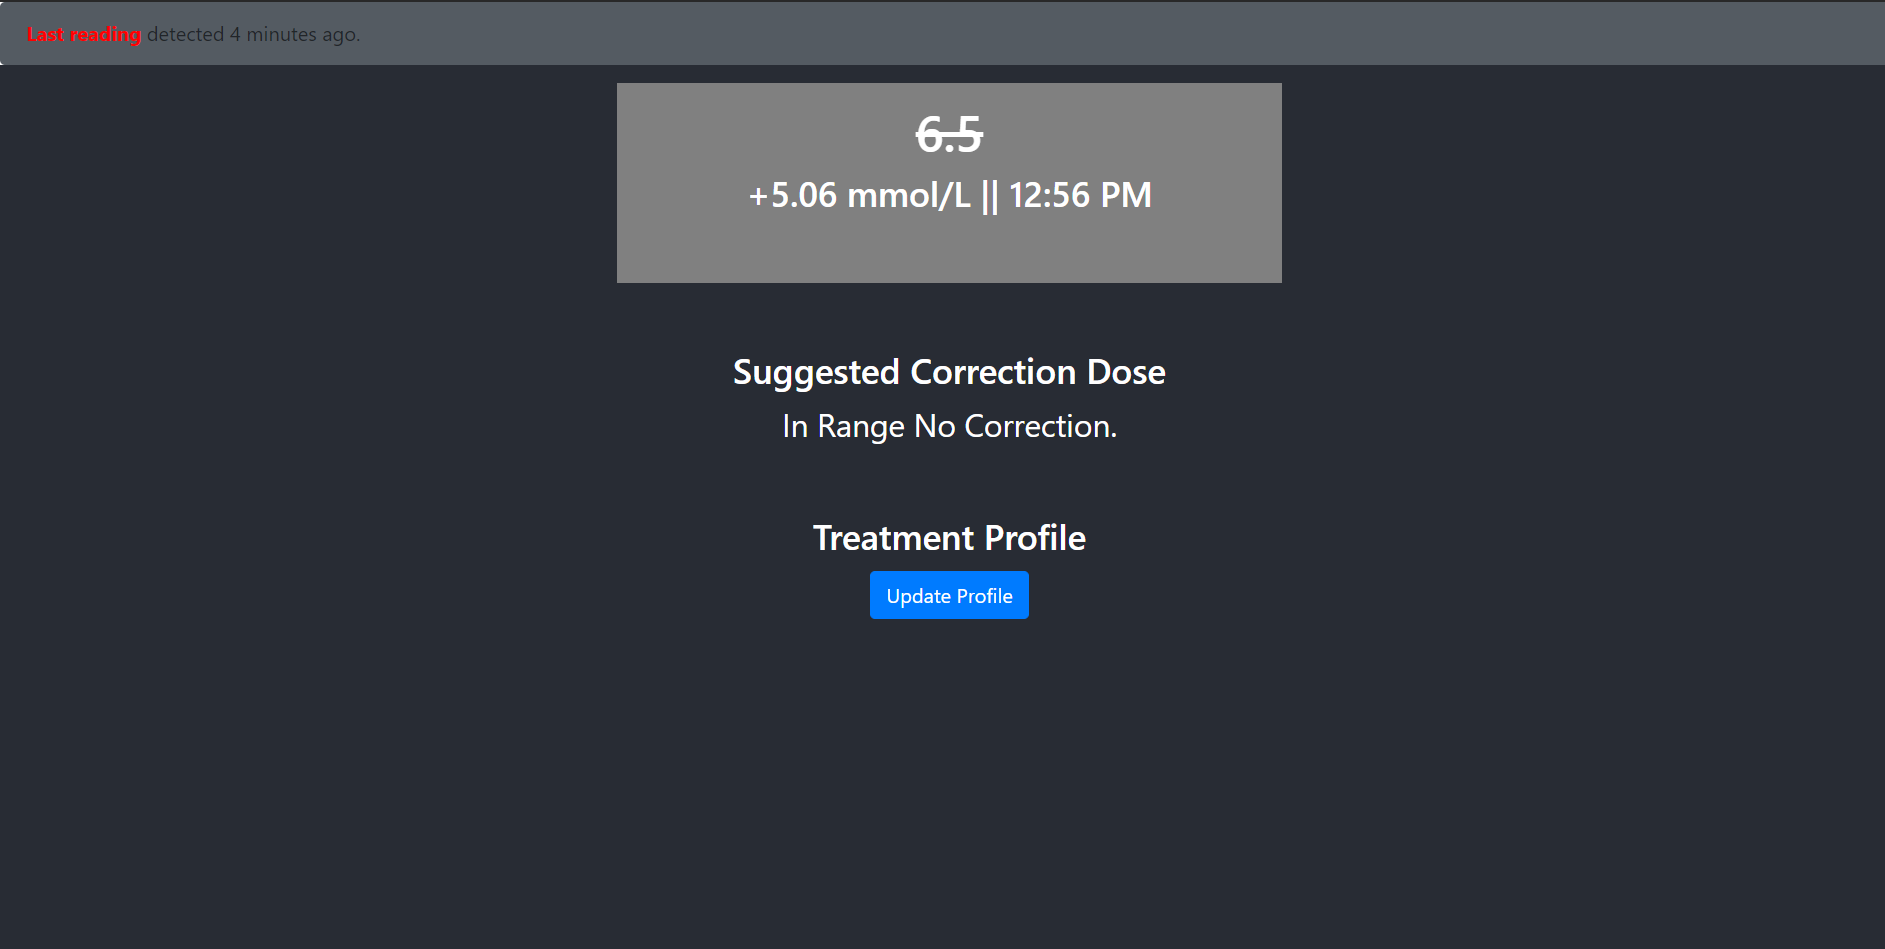 Last reading detected 4 minutes ago.
6.5
+5.06 mmol/L || 12:56 PM
Suggested Correction Dose
In Range No Correction.
Treatment Profile
Update Profile